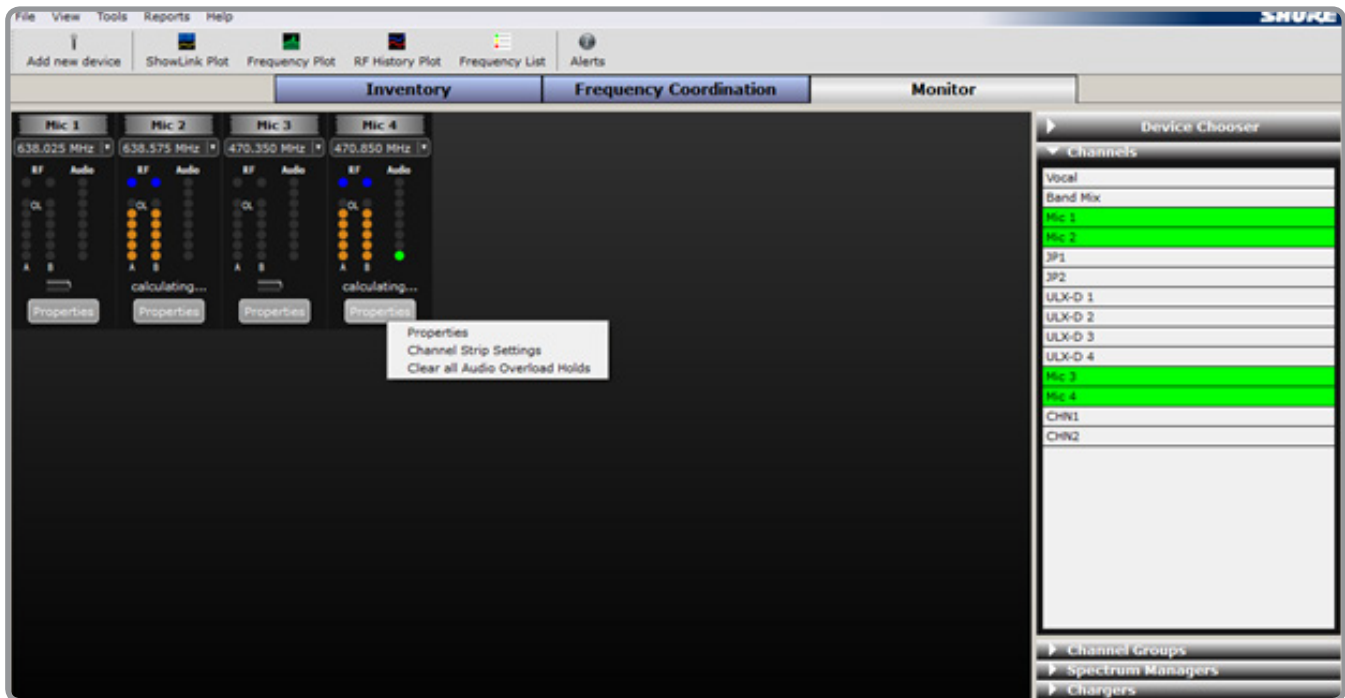 File View Tools Reports Help
SHURE
Add new device ShowLink Plot Frequency Plot RF History Plot Frequency List Alerts
Inventory Frequency Coordination Monitor
Mic 1 Mic 2 Mic 3 Mic 4
638.025 MHz 638.575 MHz 470.350 MHz 470.850 MHz
RF Audio RF Audio RF Audio RF Audio
OL OL OL OL
A B A B A B A B
calculating... calculating...
Properties Properties Properties Properties
Properties
Channel Strip Settings
Clear all Audio Overload Holds
Device Chooser
Channels
Vocal
Band Mix
Mic 1
Mic 2
JP1
JP2
ULX-D 1
ULX-D 2
ULX-D 3
ULX-D 4
Mic 3
Mic 4
CHN1
CHN2
Channel Groups
Spectrum Managers
Chargers